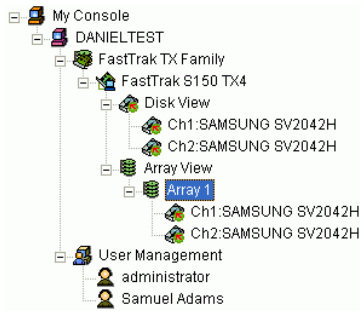 My Console
DANIELTEST
FastTrak TX Family
FastTrak S150 TX4
Disk View
Ch1:SAMSUNG SV2042H
Ch2:SAMSUNG SV2042H
Array View
Array 1
Ch1:SAMSUNG SV2042H
Ch2:SAMSUNG SV2042H
User Management
administrator
Samuel Adams